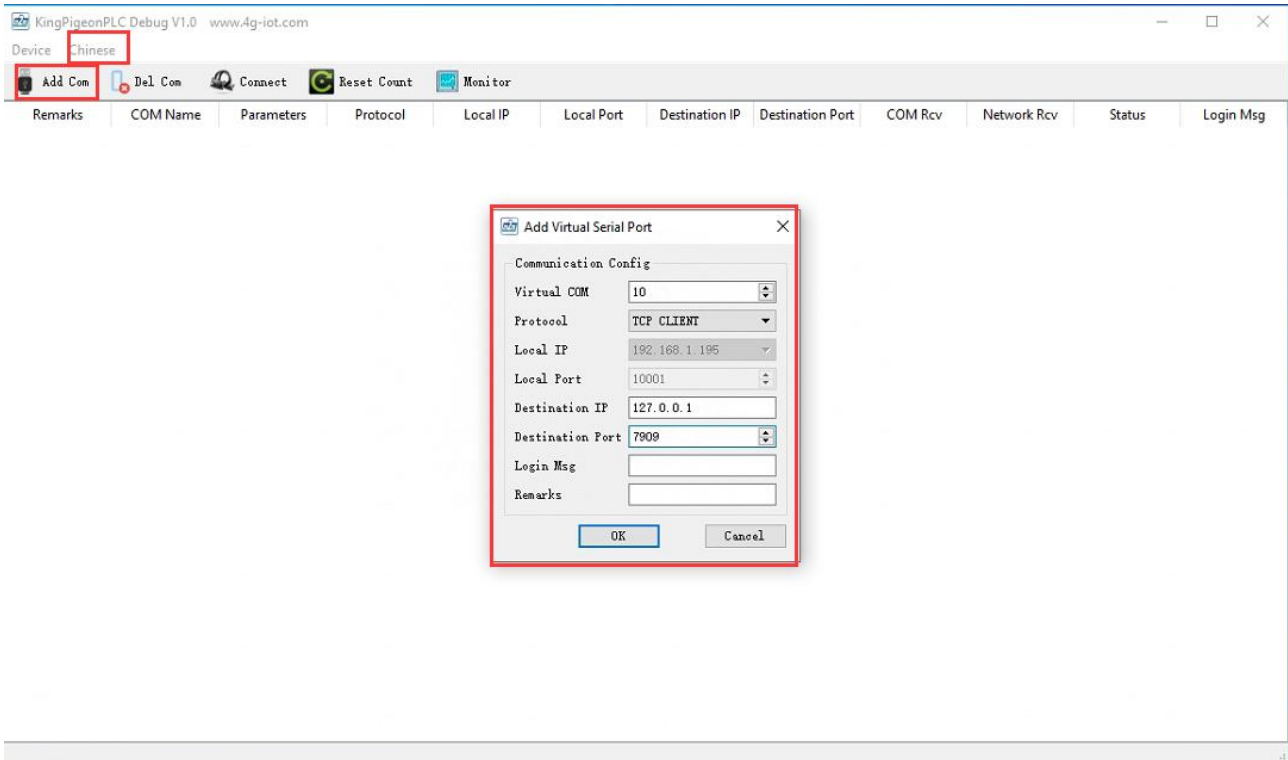 KingPigeonPLC Debug V1.0 www.4g-iot.com
Device Chinese
Add Com Del Com Connect Reset Count Monitor
Remarks COM Name Parameters Protocol Local IP Local Port Destination IP Destination Port COM Rcv Network Rcv Status Login Msg
Add Virtual Serial Port
Communication Config
Virtual COM 10
Protocol TCP CLIENT
Local IP 192.168.1.195
Local Port 10001
Destination IP 127.0.0.1
Destination Port 7909
Login Msg
Remarks
OK Cancel